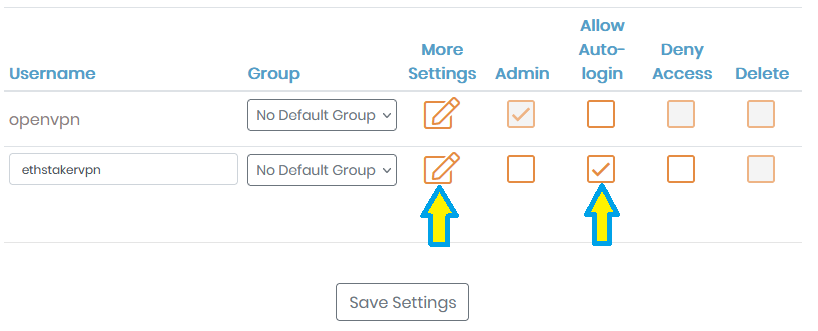 Username Group More Settings Admin Allow Auto-login Deny Access Delete
openvpn No Default Group
ethstakervpn No Default Group
Save Settings